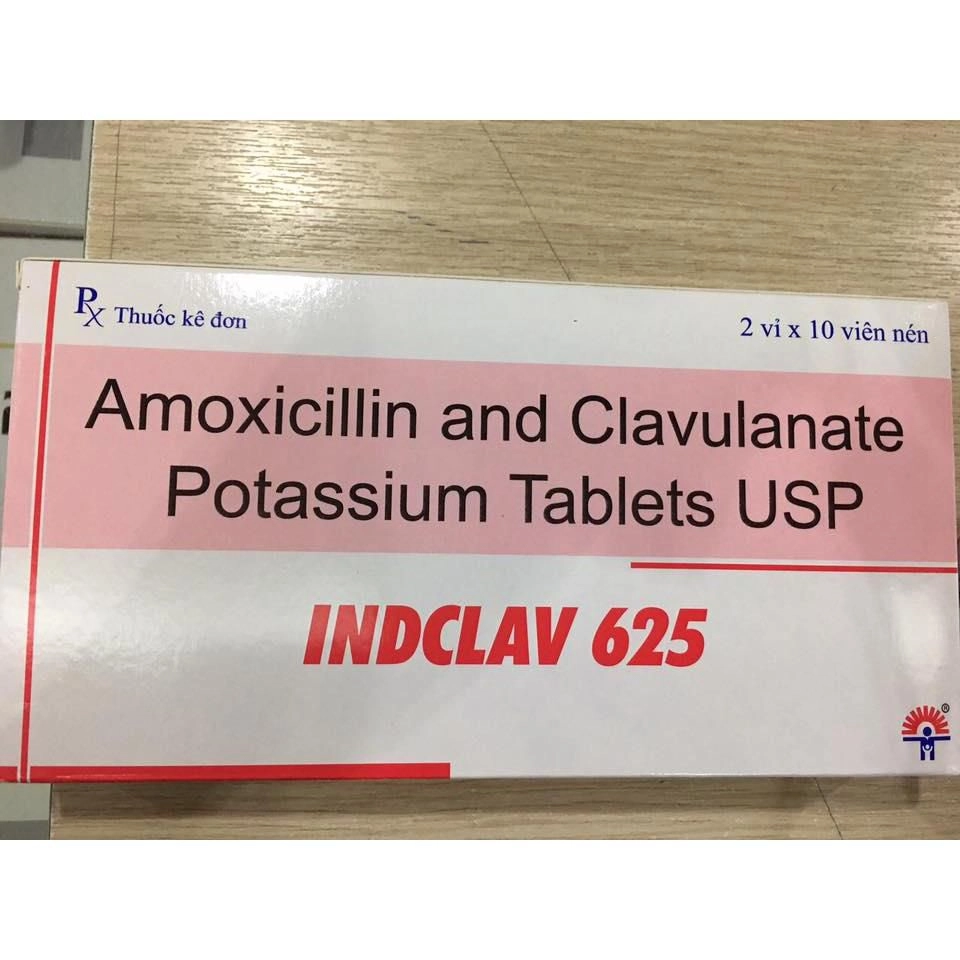 Rx Thuốc kê đơn
2 vỉ x 10 viên nén
Amoxicillin and Clavulanate
Potassium Tablets USP
INDCLAV 625
®